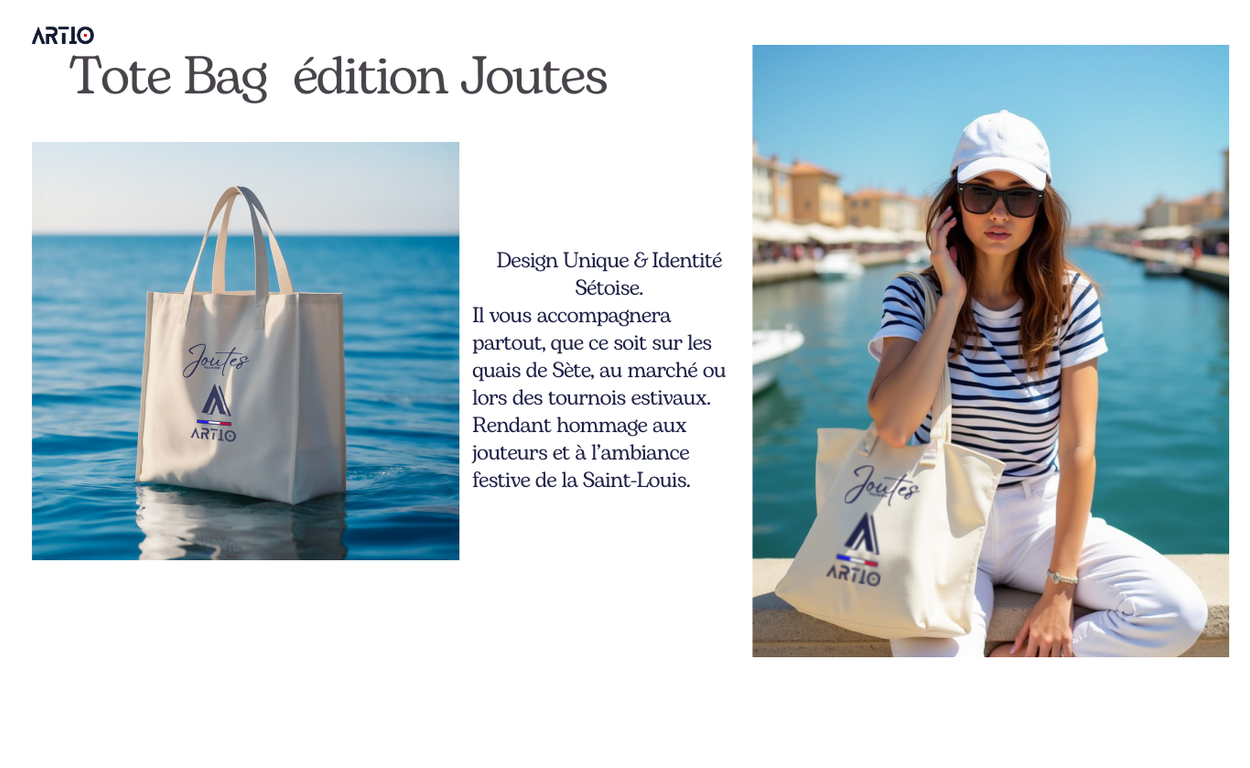 ARTIO
Tote Bag édition Joutes
Joutes
ARTIO
Design Unique & Identité
Sétoise.
Il vous accompagnera
partout, que ce soit sur les
quais de Sète, au marché ou
lors des tournois estivaux.
Rendant hommage aux
jouteurs et à l’ambiance
festive de la Saint-Louis.
Joutes
ARTIO